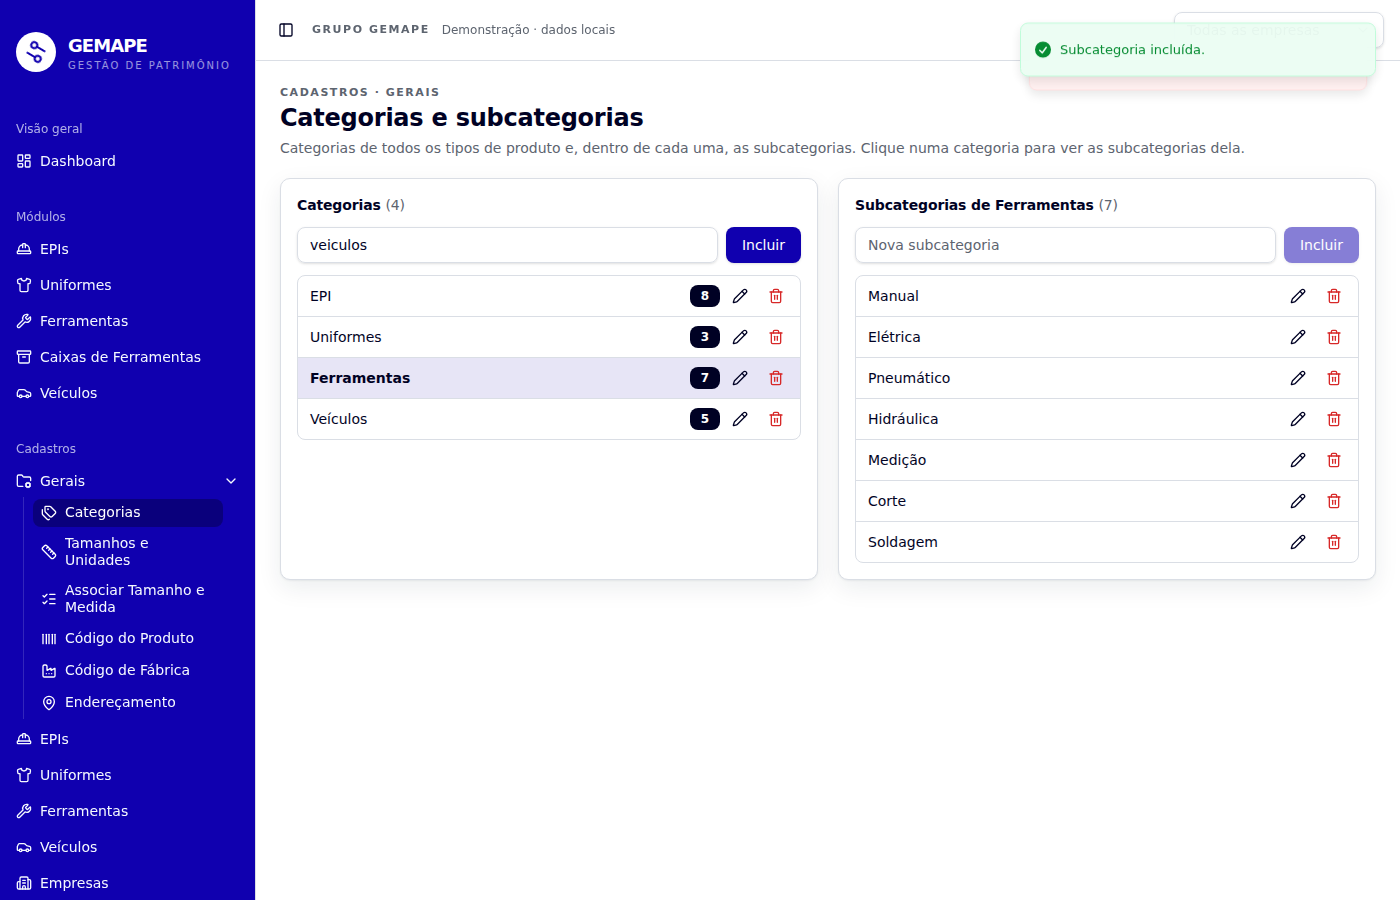 GEMAPE
GESTÃO DE PATRIMÔNIO
Visão geral
Dashboard
Módulos
EPIs
Uniformes
Ferramentas
Caixas de Ferramentas
Veículos
Cadastros
Gerais
Categorias
Tamanhos e
Unidades
Associar Tamanho e
Medida
Código do Produto
Código de Fábrica
Endereçamento
EPIs
Uniformes
Ferramentas
Veículos
Empresas
GRUPO GEMAPE Demonstração · dados locais
Subcategoria incluída.
CADASTROS · GERAIS
Categorias e subcategorias
Categorias de todos os tipos de produto e, dentro de cada uma, as subcategorias. Clique numa categoria para ver as subcategorias dela.
Categorias (4)
veiculos Incluir
EPI 8
Uniformes 3
Ferramentas 7
Veículos 5
Subcategorias de Ferramentas (7)
Nova subcategoria Incluir
Manual
Elétrica
Pneumático
Hidráulica
Medição
Corte
Soldagem